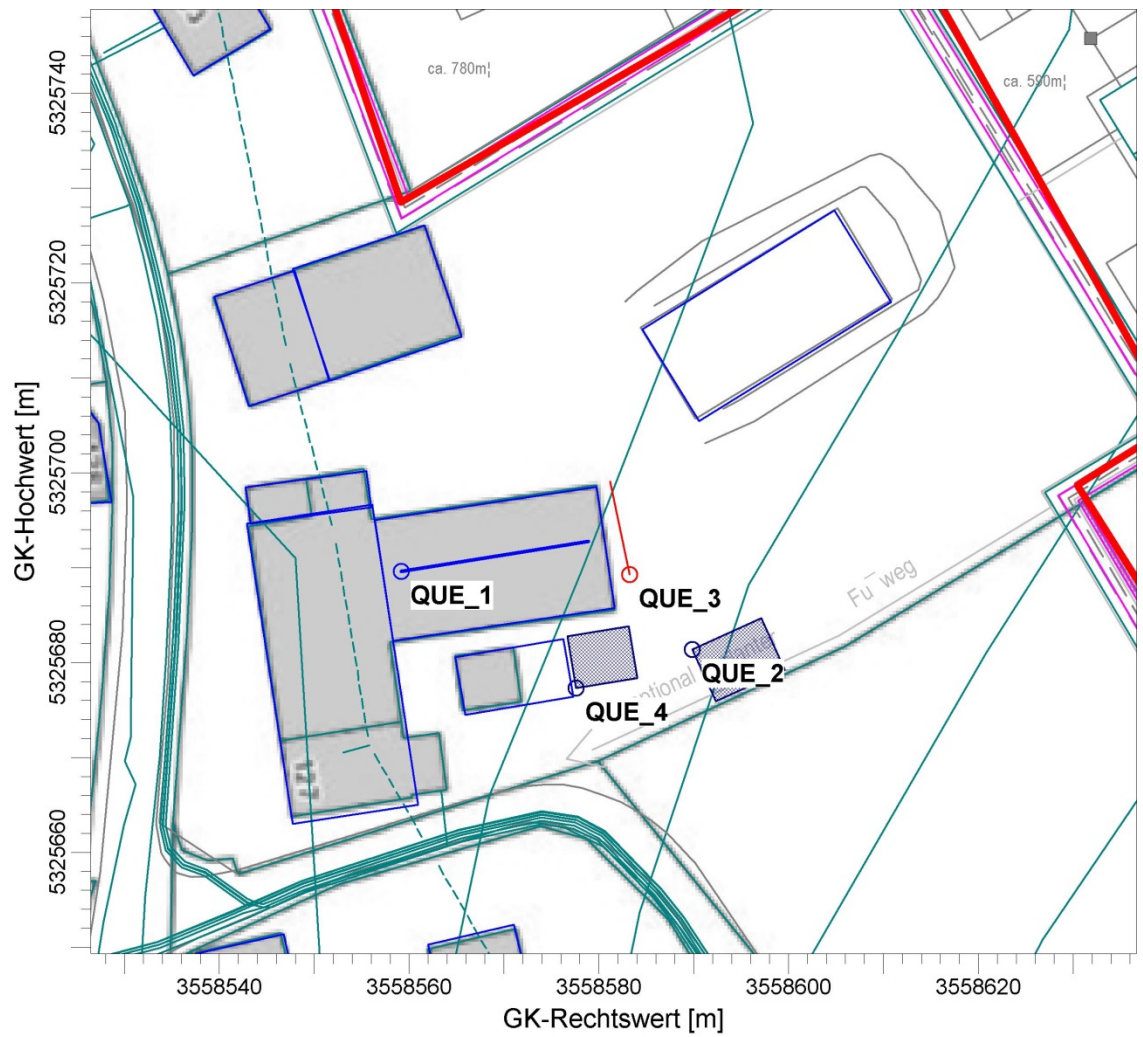 ca. 780m¦
ca. 590m¦
5325740
5325720
5325700
5325680
5325660
GK-Hochwert [m]
Fu¯ weg
QUE_1
QUE_3
QUE_2
QUE_4
3558540
3558560
3558580
3558600
3558620
GK-Rechtswert [m]